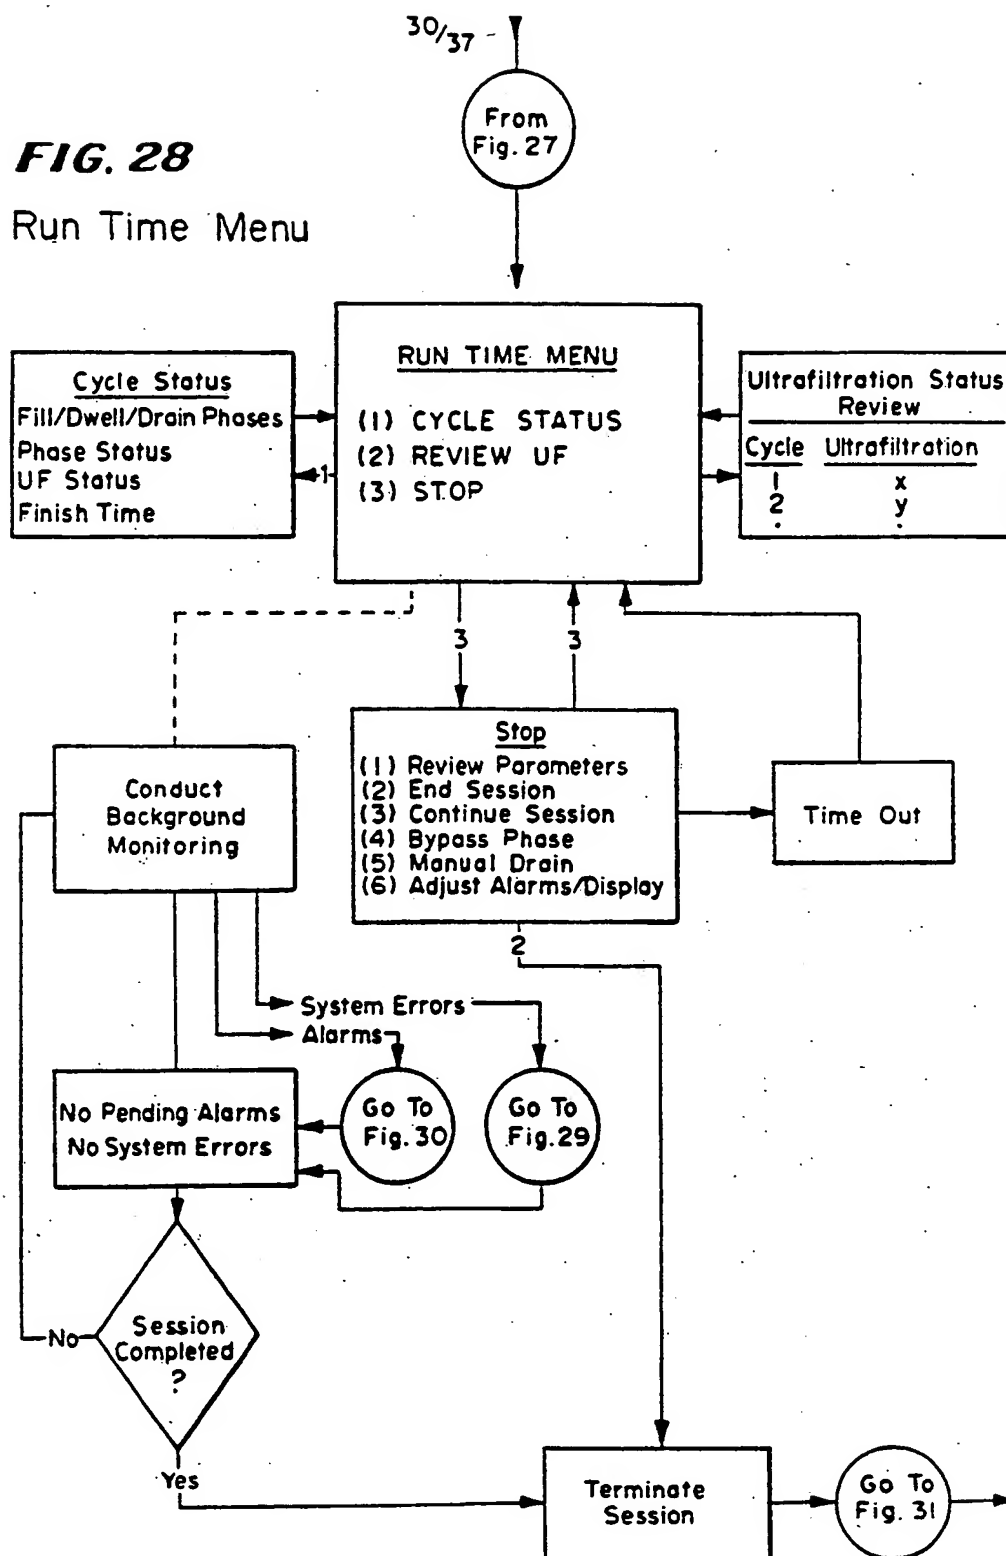 30/37
From
Fig. 27
FIG. 28
Run Time Menu
RUN TIME MENU
(1) CYCLE STATUS
(2) REVIEW UF
(3) STOP
Cycle Status
Fill/Dwell/Drain Phases
Phase Status
UF Status
Finish Time
1
Ultrafiltration Status
Review
Cycle Ultrafiltration
1 x
2 y
. .
3
3
Stop
(1) Review Parameters
(2) End Session
(3) Continue Session
(4) Bypass Phase
(5) Manual Drain
(6) Adjust Alarms/Display
Time Out
2
Conduct
Background
Monitoring
System Errors
Alarms
No Pending Alarms
No System Errors
Go To
Fig. 30
Go To
Fig. 29
Session
Completed
?
No
Yes
Terminate
Session
Go To
Fig. 31